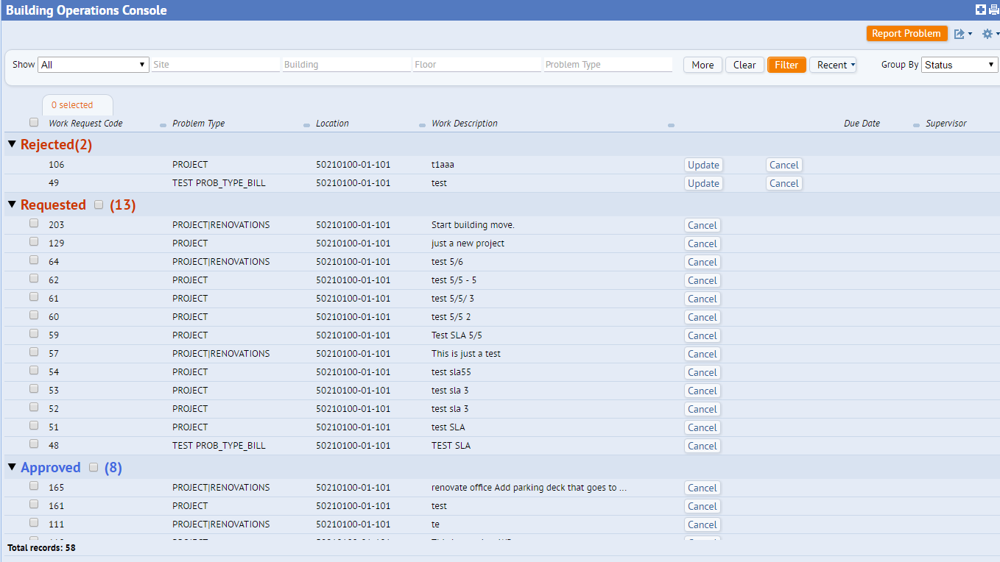 Building Operations Console
Report Problem
Show All Site Building Floor Problem Type More Clear Filter Recent Group By Status
0 selected
Work Request Code Problem Type Location Work Description Due Date Supervisor
Rejected(2)
106 PROJECT 50210100-01-101 t1aaa Update Cancel
49 TEST PROB_TYPE_BILL 50210100-01-101 test Update Cancel
Requested (13)
203 PROJECT|RENOVATIONS 50210100-01-101 Start building move. Cancel
129 PROJECT 50210100-01-101 just a new project Cancel
64 PROJECT|RENOVATIONS 50210100-01-101 test 5/6 Cancel
62 PROJECT 50210100-01-101 test 5/5 - 5 Cancel
61 PROJECT 50210100-01-101 test 5/5/ 3 Cancel
60 PROJECT 50210100-01-101 test 5/5 2 Cancel
59 PROJECT 50210100-01-101 Test SLA 5/5 Cancel
57 PROJECT|RENOVATIONS 50210100-01-101 This is just a test Cancel
54 PROJECT 50210100-01-101 test sla55 Cancel
53 PROJECT 50210100-01-101 test sla 3 Cancel
52 PROJECT 50210100-01-101 test sla 3 Cancel
51 PROJECT 50210100-01-101 test SLA Cancel
48 TEST PROB_TYPE_BILL 50210100-01-101 TEST SLA Cancel
Approved (8)
165 PROJECT|RENOVATIONS 50210100-01-101 renovate office Add parking deck that goes to ... Cancel
161 PROJECT 50210100-01-101 test Cancel
111 PROJECT|RENOVATIONS 50210100-01-101 te Cancel
Total records: 58